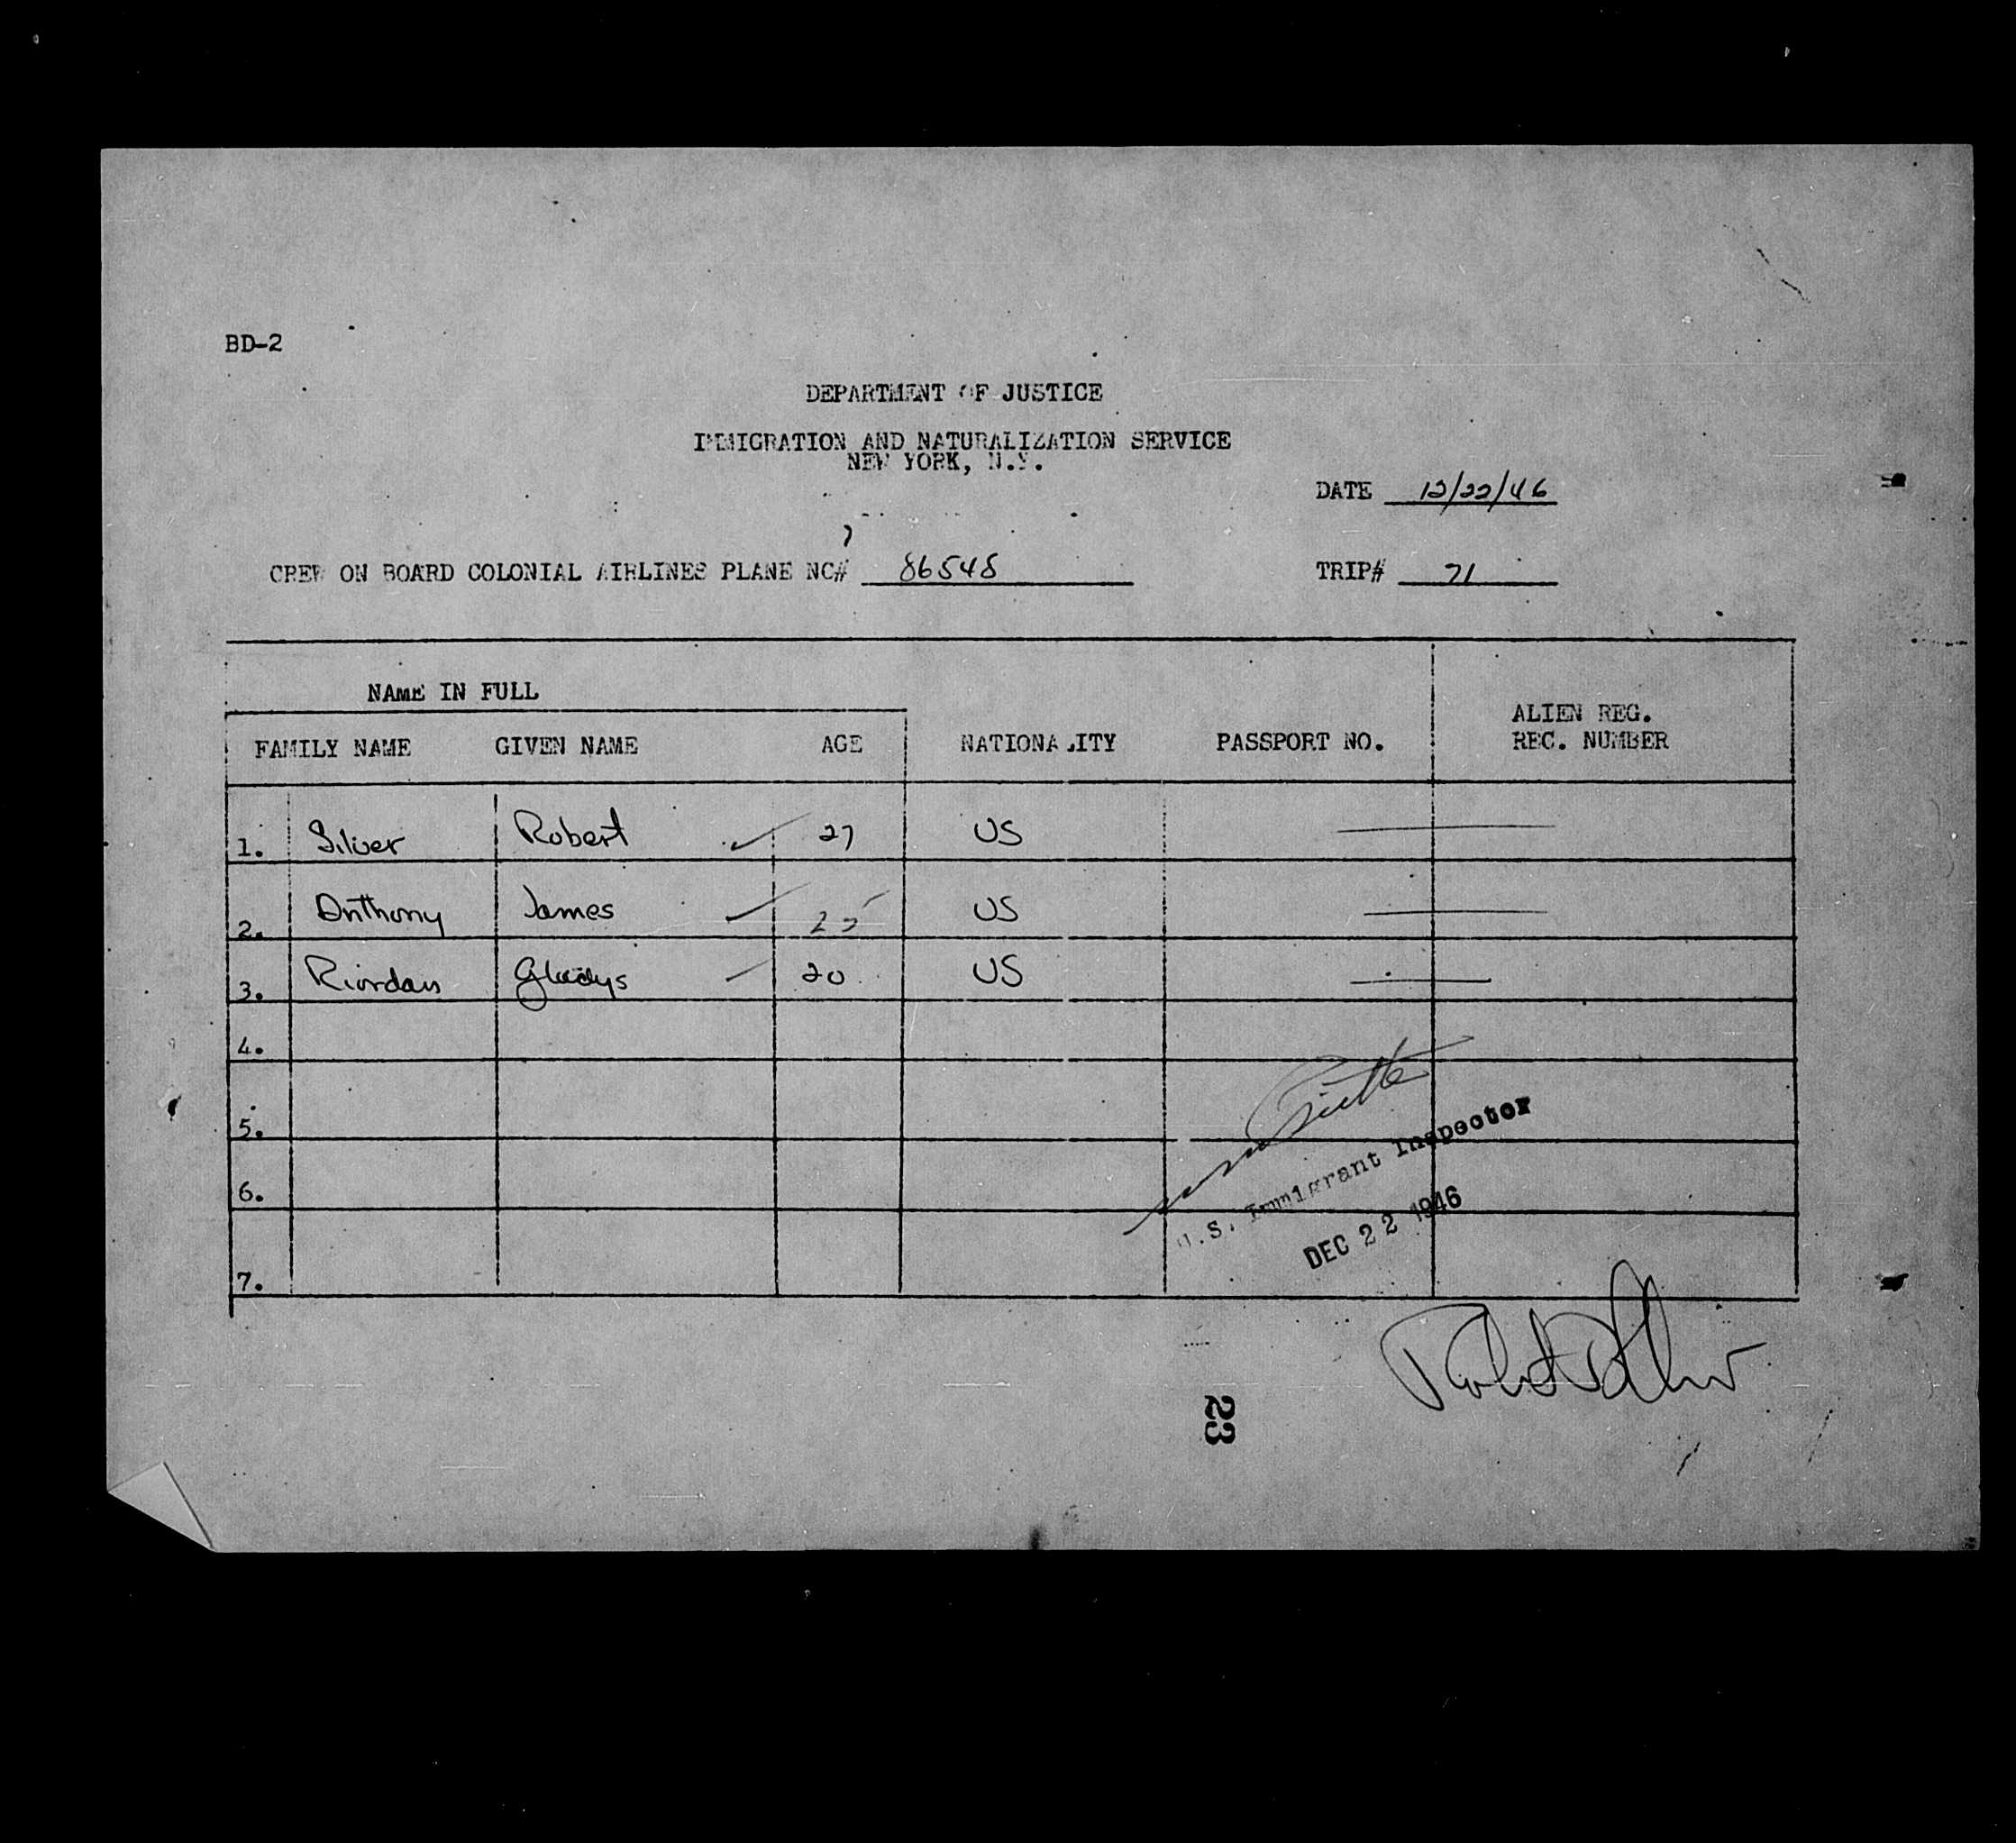 BD-2
DEPARTMENT OF JUSTICE
IMMIGRATION AND NATURALIZATION SERVICE
NEW YORK, N.Y.
DATE 12/22/46
CREW ON BOARD COLONIAL AIRLINES PLANE NC# 86548 TRIP# 71
NAME IN FULL
FAMILY NAME GIVEN NAME AGE NATIONALITY PASSPORT NO. ALIEN REG. REC. NUMBER
1. Silver Robert ✓ 27 US —
2. Anthony James ✓ 25 US —
3. Riordan Gladys ✓ 20 US —
4.
5.
6.
7.
U.S. Immigrant Inspector
DEC 22 1946
Robert Silver
23